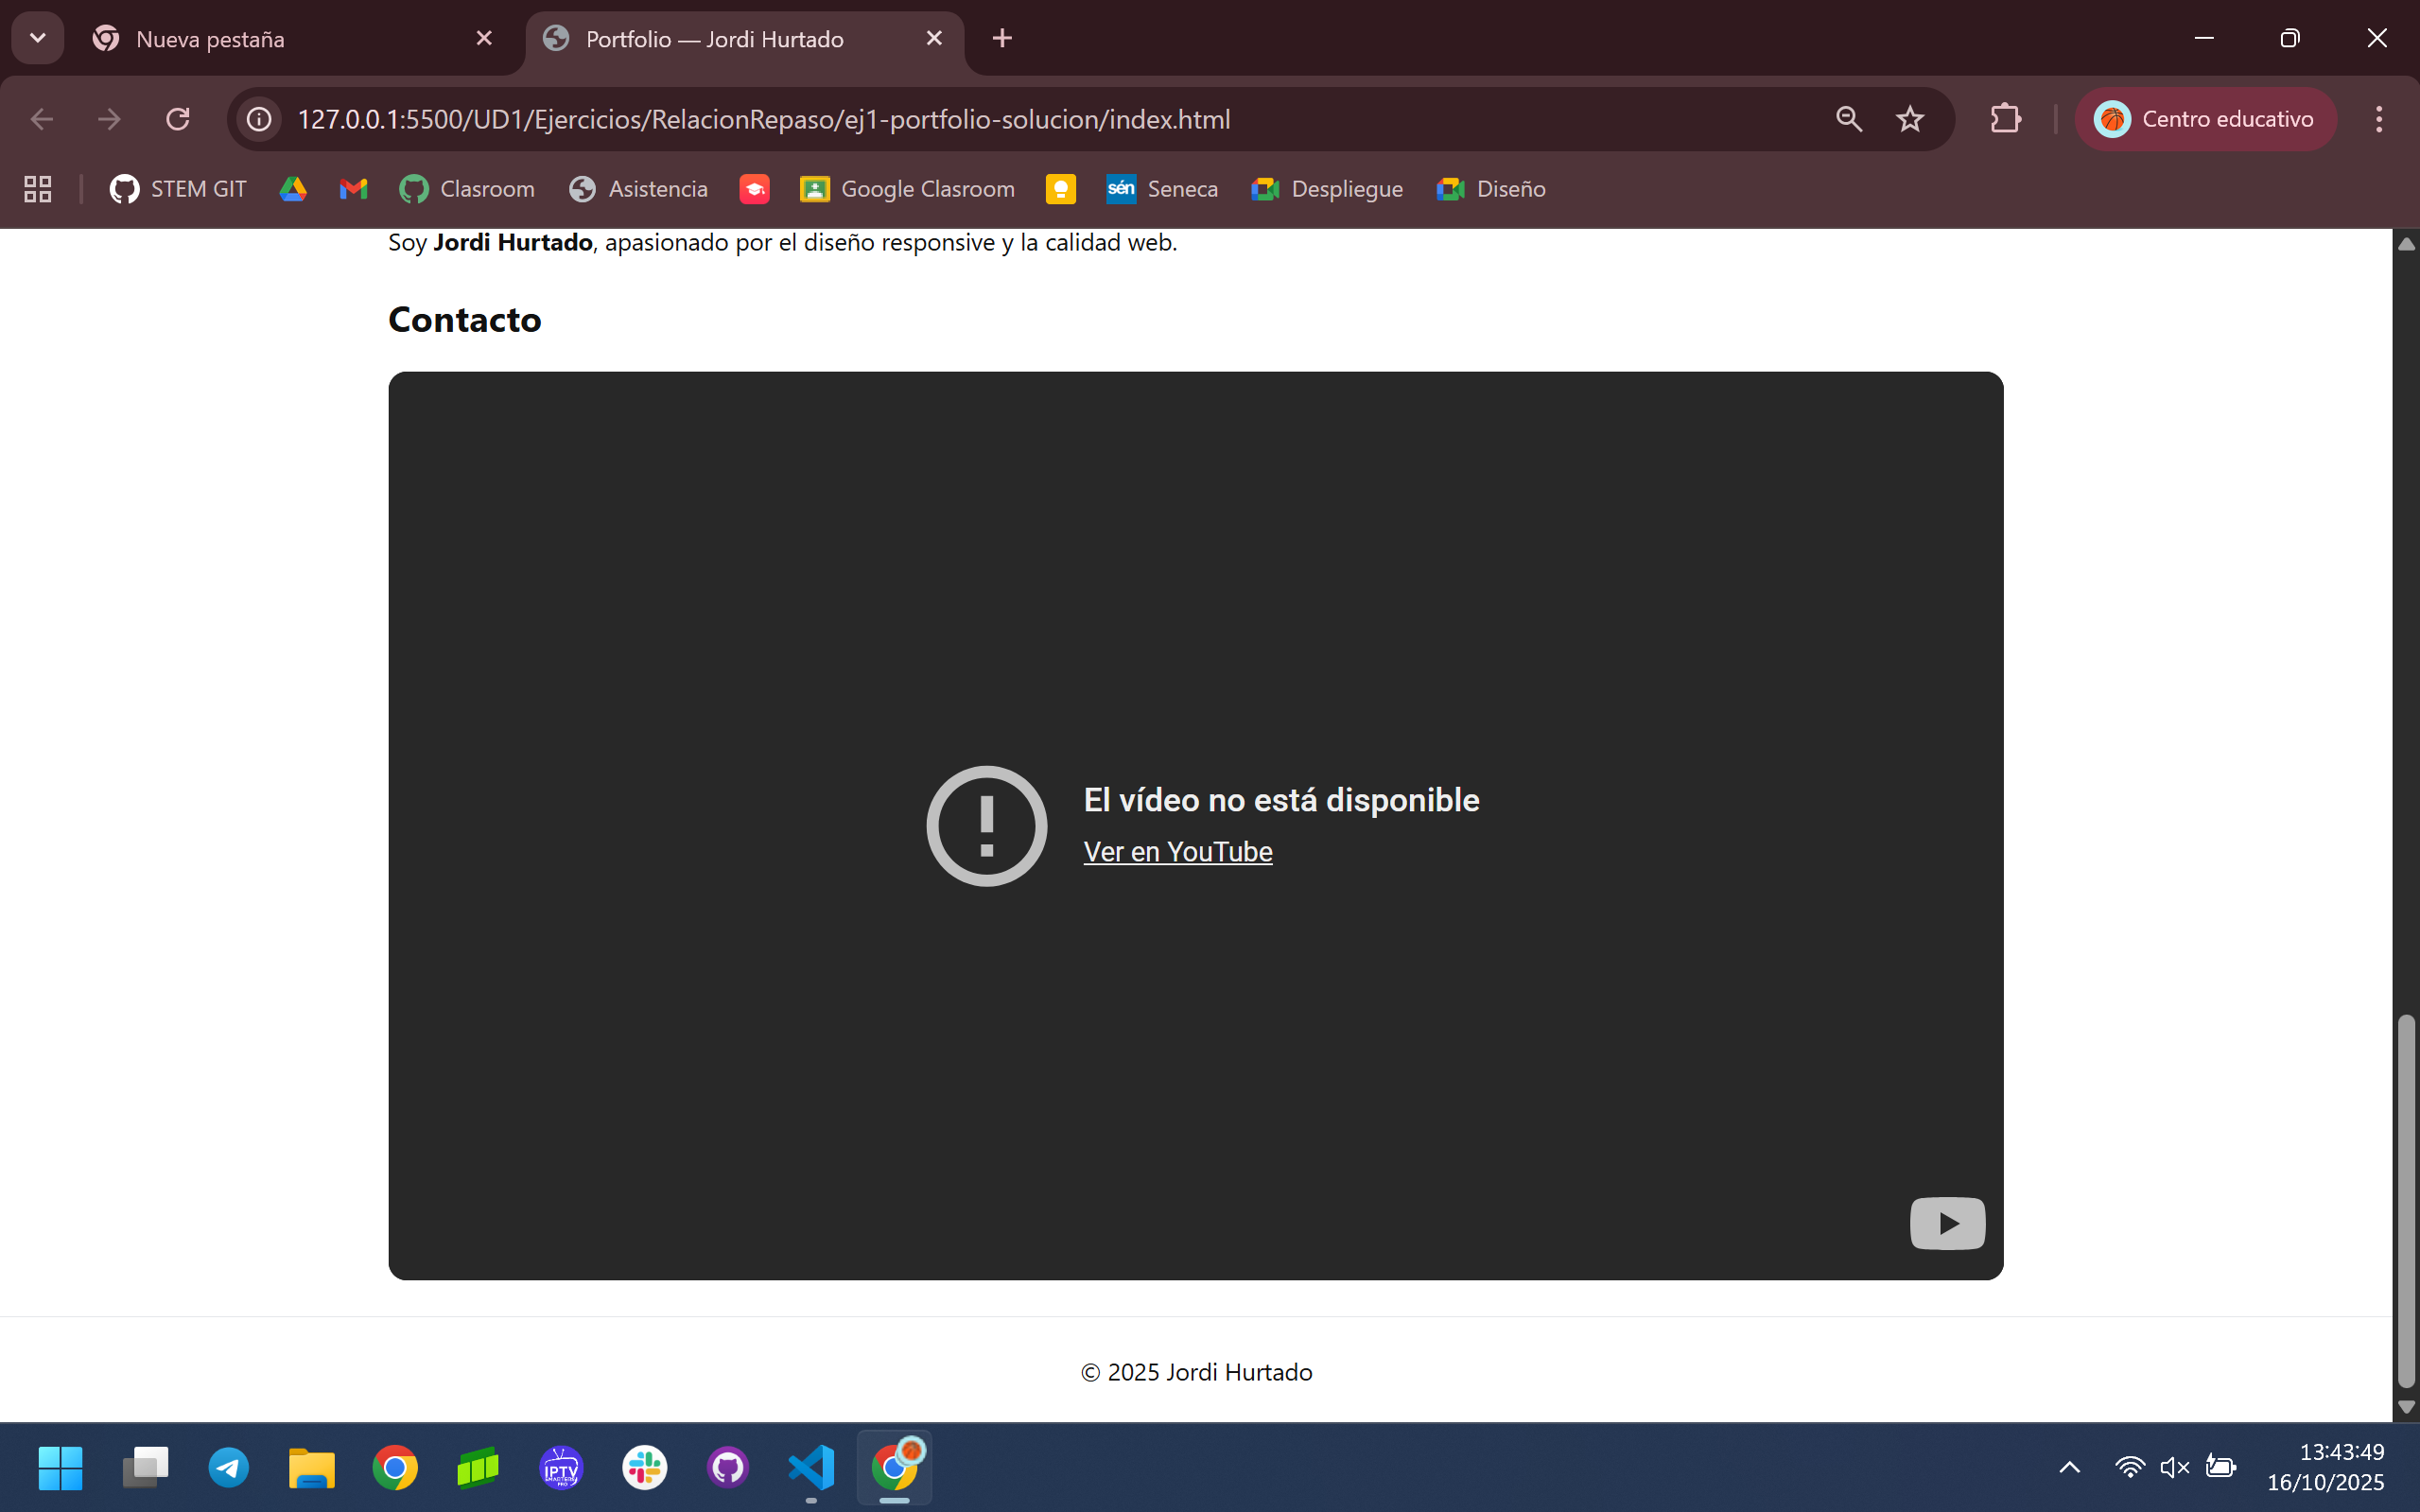 Nueva pestaña
Portfolio — Jordi Hurtado
127.0.0.1:5500/UD1/Ejercicios/RelacionRepaso/ej1-portfolio-solucion/index.html
Centro educativo
STEM GIT
Clasroom
Asistencia
Google Clasroom
sén
Seneca
Despliegue
Diseño
Soy Jordi Hurtado, apasionado por el diseño responsive y la calidad web.
Contacto
El vídeo no está disponible
Ver en YouTube
© 2025 Jordi Hurtado
IPTV
13:43:49
16/10/2025